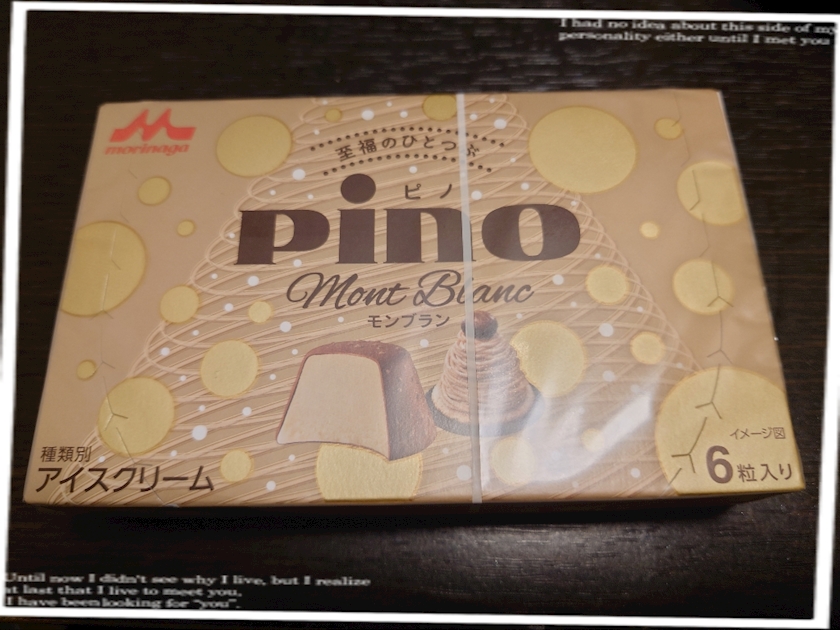 I had no idea about this side of my
personality either until I met you
morinaga
至福のひとつぶ
ピノ
pino
Mont Blanc
モンブラン
種類別
アイスクリーム
イメージ図
6粒入り
Until now I didn't see why I live, but I realize
at last that I live to meet you,
I have been looking for "you".